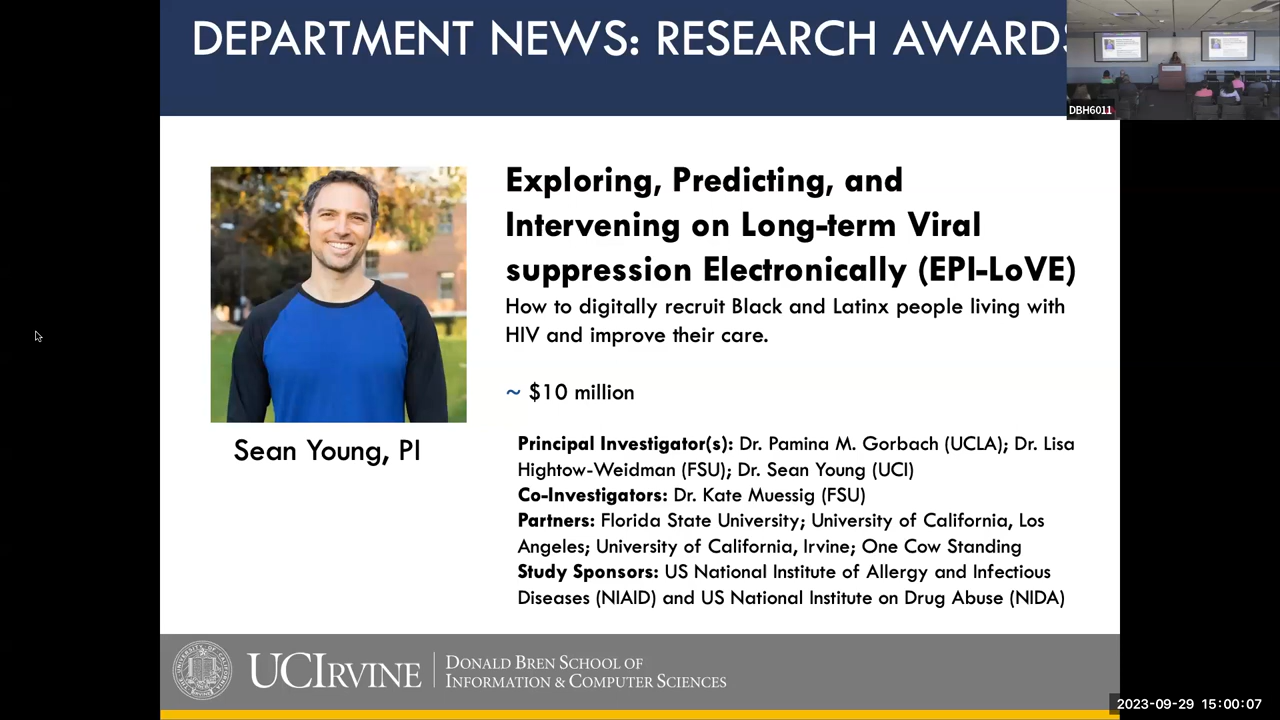 DEPARTMENT NEWS: RESEARCH AWARDS
DBH6011
Exploring, Predicting, and
Intervening on Long-term Viral
suppression Electronically (EPI-LoVE)
How to digitally recruit Black and Latinx people living with
HIV and improve their care.
~ $10 million
Sean Young, PI
Principal Investigator(s): Dr. Pamina M. Gorbach (UCLA); Dr. Lisa
Hightow-Weidman (FSU); Dr. Sean Young (UCI)
Co-Investigators: Dr. Kate Muessig (FSU)
Partners: Florida State University; University of California, Los
Angeles; University of California, Irvine; One Cow Standing
Study Sponsors: US National Institute of Allergy and Infectious
Diseases (NIAID) and US National Institute on Drug Abuse (NIDA)
UCIRVINE
DONALD BREN SCHOOL OF
INFORMATION & COMPUTER SCIENCES
2023-09-29 15:00:07